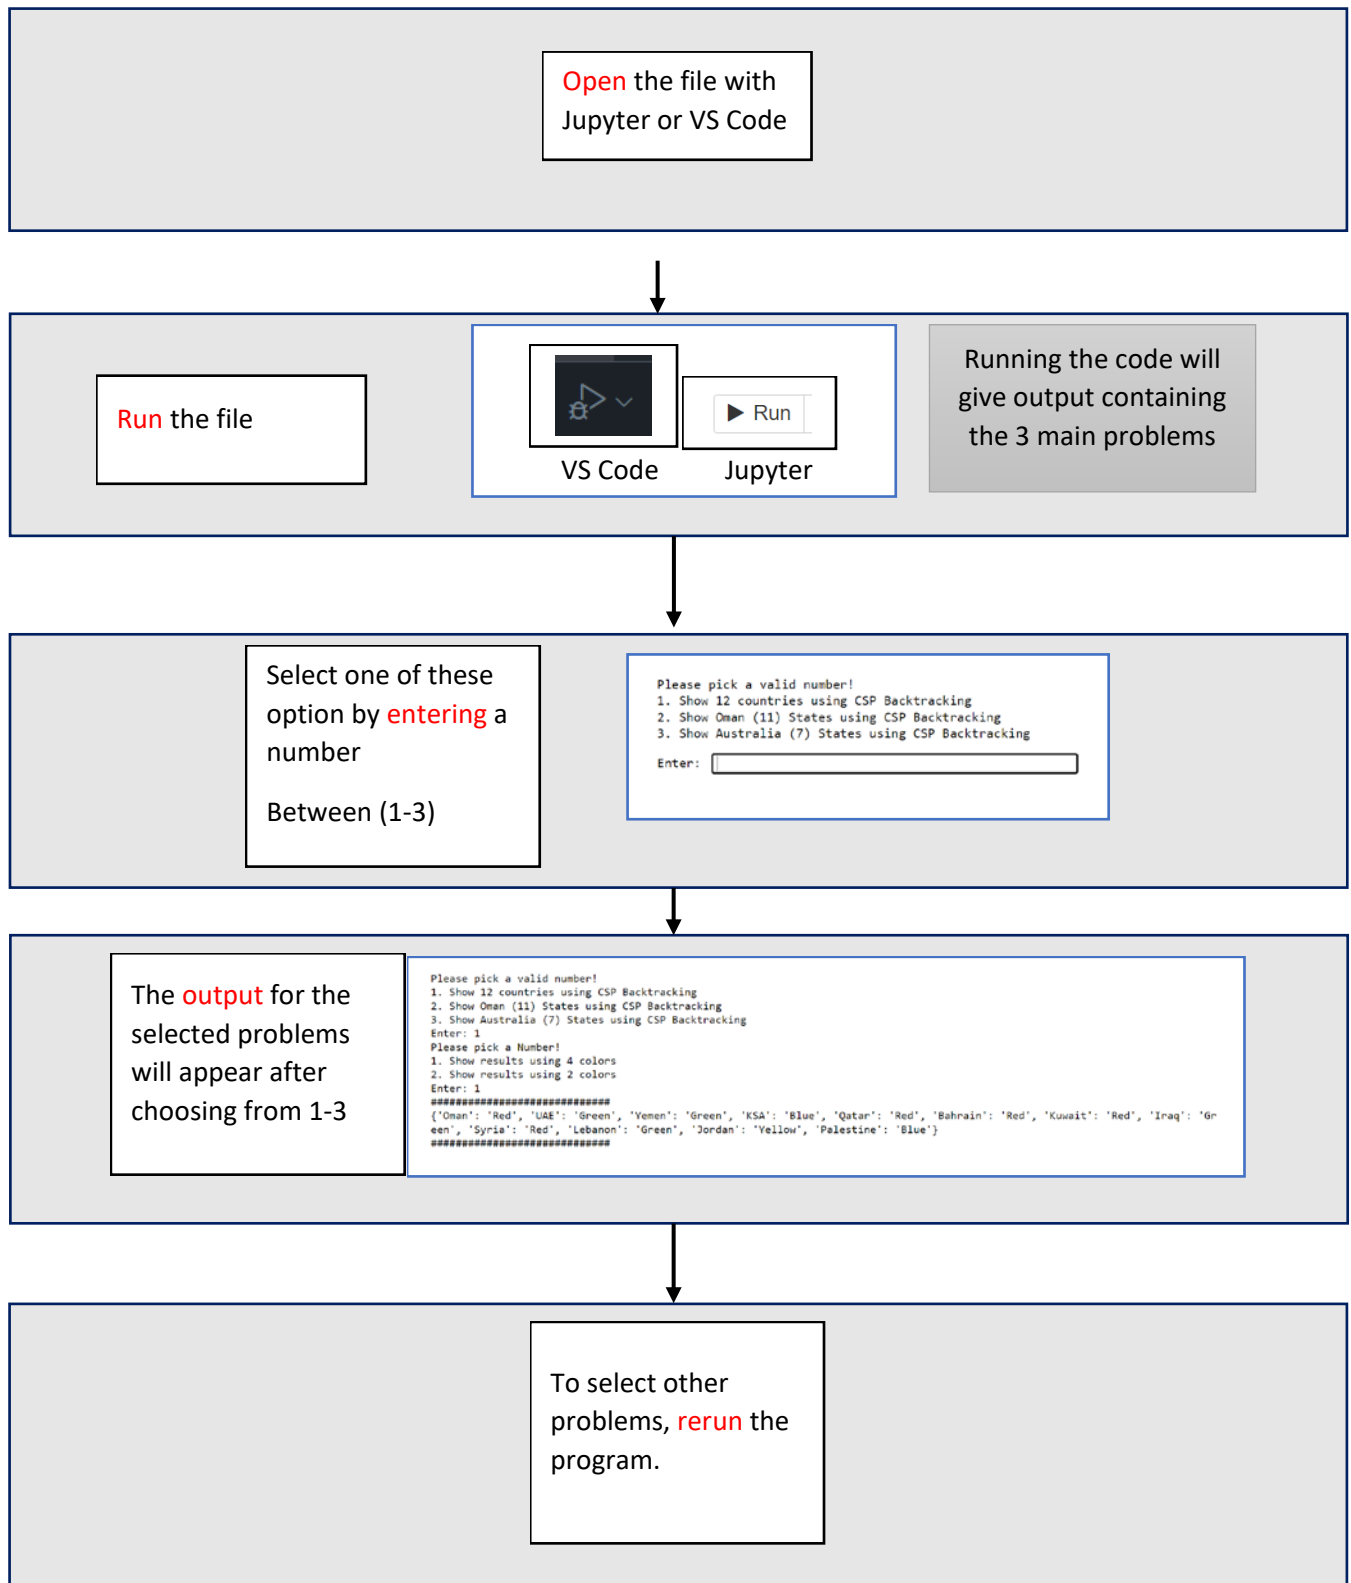 Open the file with
Jupyter or VS Code
Run the file
VS Code
Run
Jupyter
Running the code will
give output containing
the 3 main problems
Select one of these
option by entering a
number
Between (1-3)
Please pick a valid number!
1. Show 12 countries using CSP Backtracking
2. Show Oman (11) States using CSP Backtracking
3. Show Australia (7) States using CSP Backtracking
Enter:
The output for the
selected problems
will appear after
choosing from 1-3
Please pick a valid number!
1. Show 12 countries using CSP Backtracking
2. Show Oman (11) States using CSP Backtracking
3. Show Australia (7) States using CSP Backtracking
Enter: 1
Please pick a Number!
1. Show results using 4 colors
2. Show results using 2 colors
Enter: 1
#############################
{'Oman': 'Red', 'UAE': 'Green', 'Yemen': 'Green', 'KSA': 'Blue', 'Qatar': 'Red', 'Bahrain': 'Red', 'Kuwait': 'Red', 'Iraq': 'Gr
een', 'Syria': 'Red', 'Lebanon': 'Green', 'Jordan': 'Yellow', 'Palestine': 'Blue'}
#############################
To select other
problems, rerun the
program.